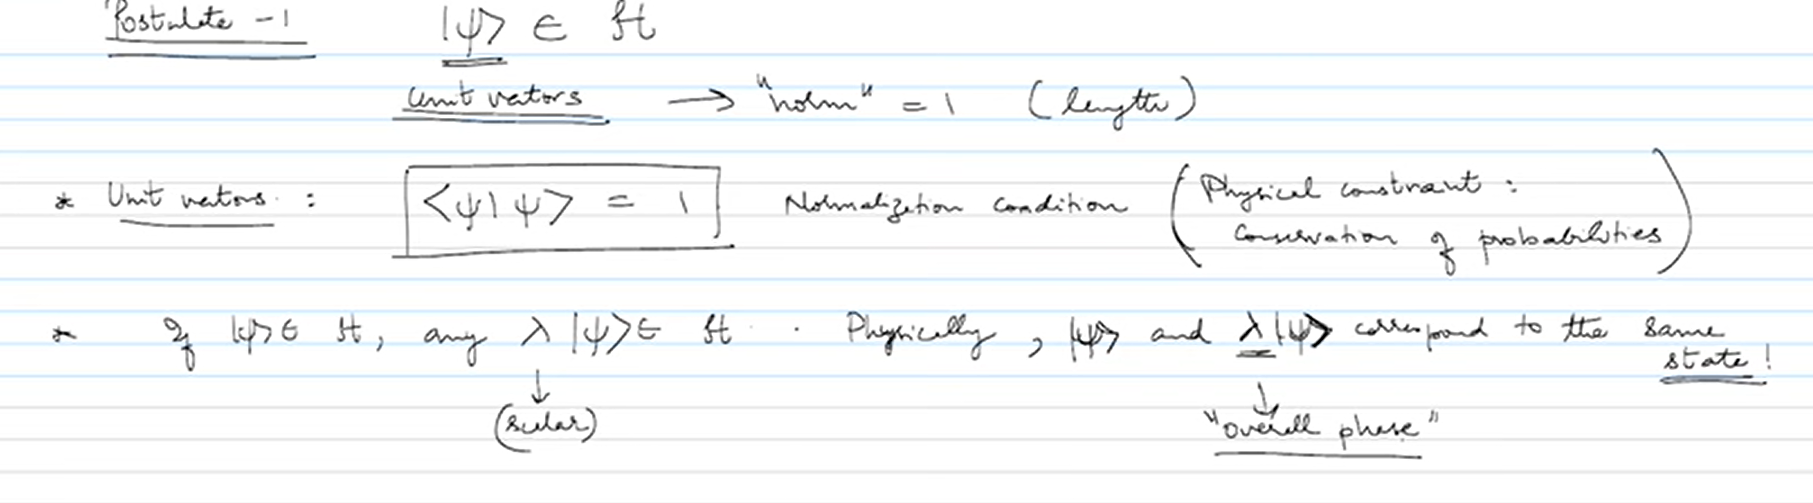 Postulate - 1 |ψ> ∈ ℋ
Unit vectors → "norm" = 1 (length)
* Unit vectors : <ψ|ψ> = 1 Normalization condition (Physical constraint :
conservation of probabilities)
* If |ψ> ∈ ℋ, any λ|ψ> ∈ ℋ . Physically, |ψ> and λ|ψ> correspond to the same
state!
↓ ↓
(scalar) "overall phase"